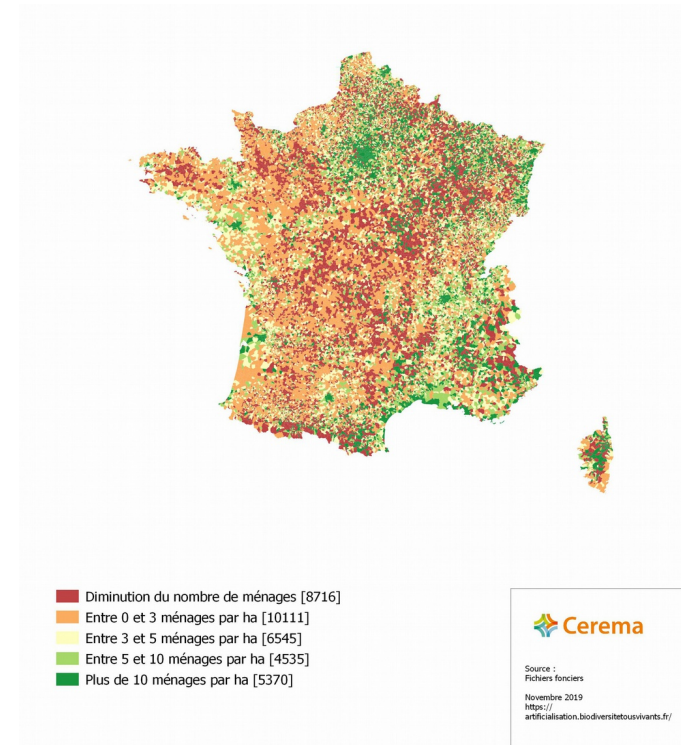 Diminution du nombre de ménages [8716]
Entre 0 et 3 ménages par ha [10111]
Entre 3 et 5 ménages par ha [6545]
Entre 5 et 10 ménages par ha [4535]
Plus de 10 ménages par ha [5370]
Cerema
Source :
Fichiers fonciers
Novembre 2019
https://
artificialisation.biodiversitetousvivants.fr/